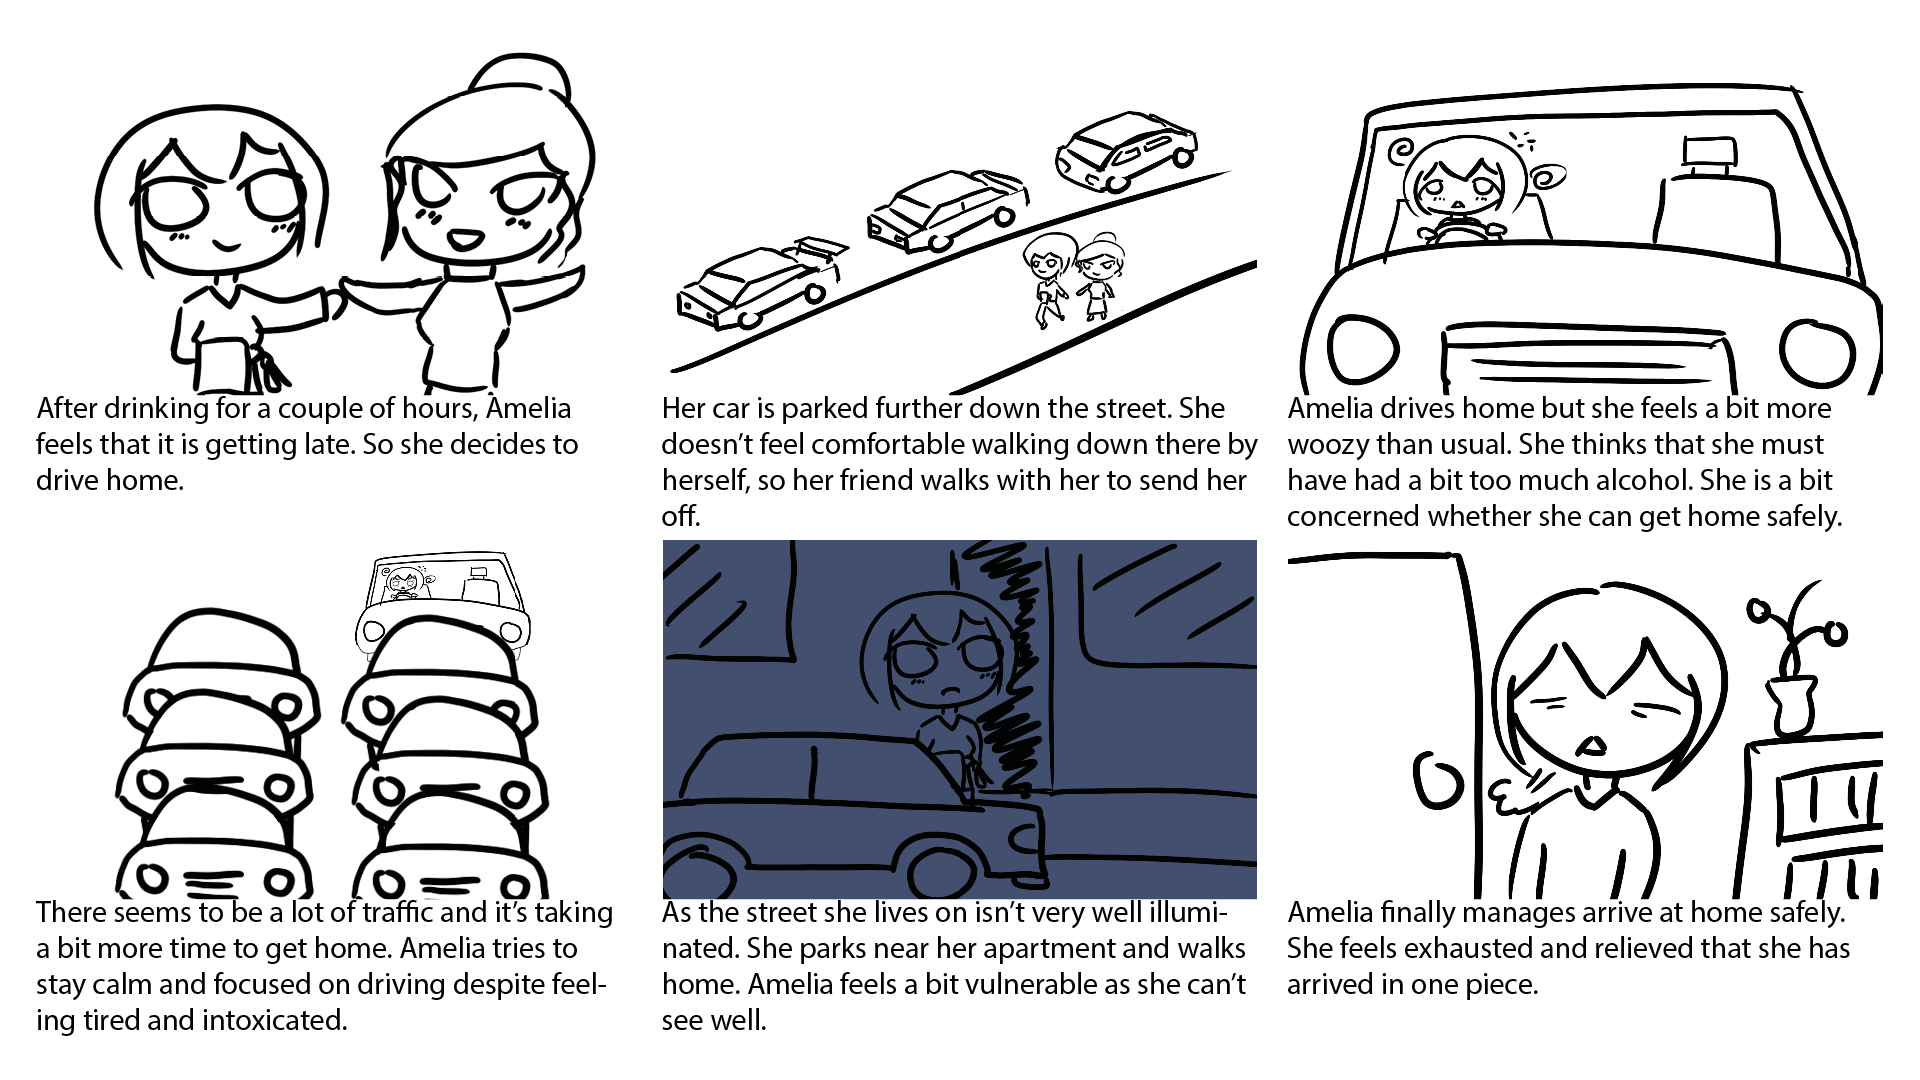 After drinking for a couple of hours, Amelia
feels that it is getting late. So she decides to
drive home.
Her car is parked further down the street. She
doesn’t feel comfortable walking down there by
herself, so her friend walks with her to send her
off.
Amelia drives home but she feels a bit more
woozy than usual. She thinks that she must
have had a bit too much alcohol. She is a bit
concerned whether she can get home safely.
There seems to be a lot of traffic and it’s taking
a bit more time to get home. Amelia tries to
stay calm and focused on driving despite feel-
ing tired and intoxicated.
As the street she lives on isn’t very well illumi-
nated. She parks near her apartment and walks
home. Amelia feels a bit vulnerable as she can’t
see well.
Amelia finally manages arrive at home safely.
She feels exhausted and relieved that she has
arrived in one piece.